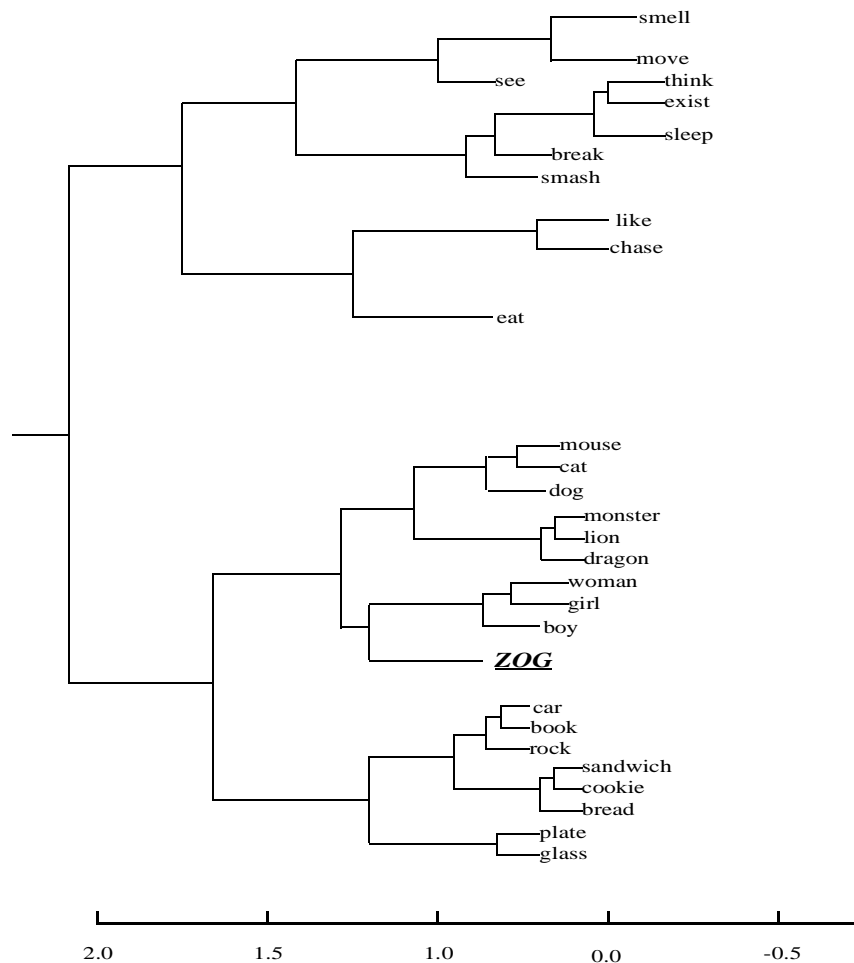 smell
move
see
think
exist
sleep
break
smash
like
chase
eat
mouse
cat
dog
monster
lion
dragon
woman
girl
boy
ZOG
car
book
rock
sandwich
cookie
bread
plate
glass
2.0 1.5 1.0 0.0 -0.5